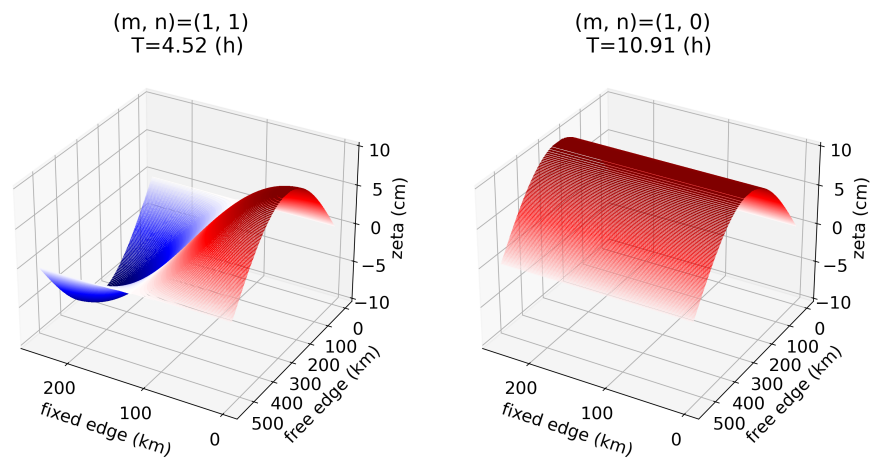 (m, n)=(1, 1)
T=4.52 (h)
10
5
0
−5
−10
zeta (cm)
200
100
0
fixed edge (km)
0
100
200
300
400
500
free edge (km)
(m, n)=(1, 0)
T=10.91 (h)
10
5
0
−5
−10
zeta (cm)
200
100
0
fixed edge (km)
0
100
200
300
400
500
free edge (km)